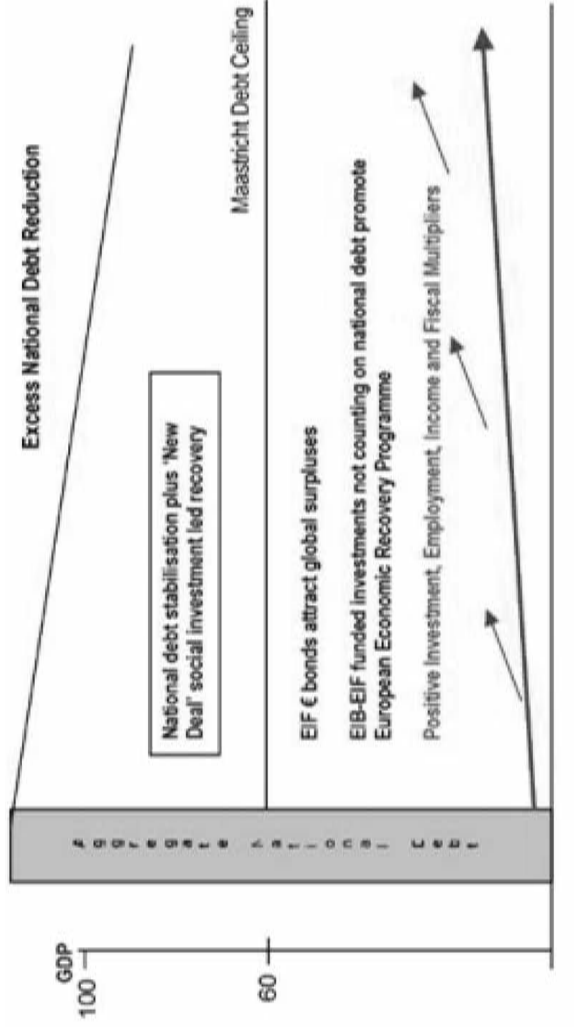 Excess National Debt Reduction
GDP
100
60
Maastricht Debt Ceiling
National debt stabilisation plus 'New
Deal' social investment led recovery
EIF € bonds attract global surpluses
EIB-EIF funded investments not counting on national debt promote
European Economic Recovery Programme
Positive Investment, Employment, Income and Fiscal Multipliers